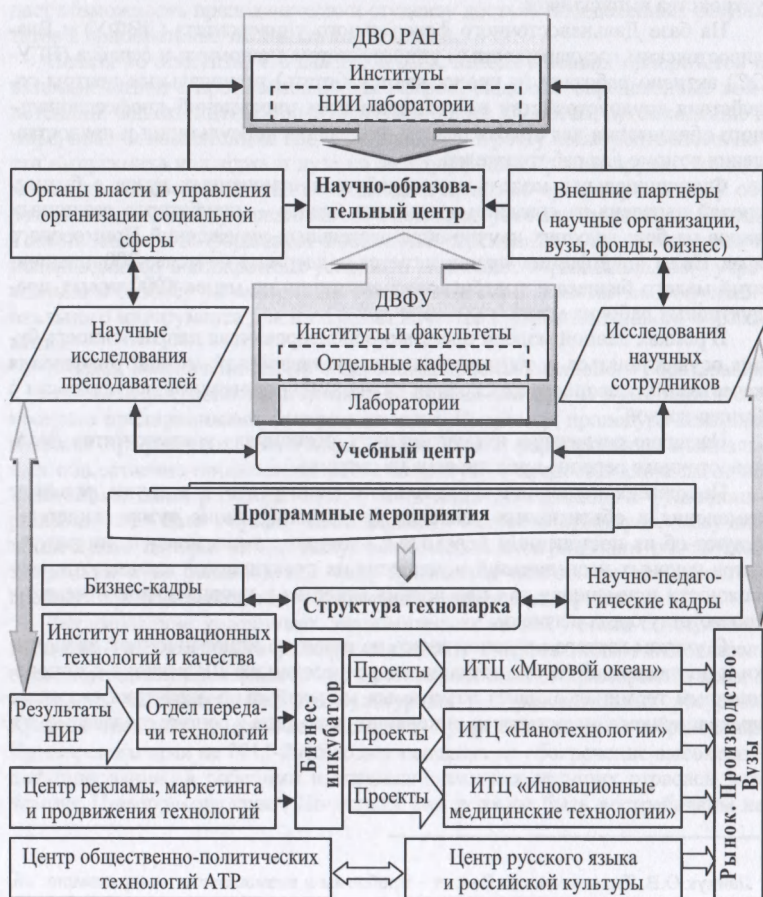 ДВО РАН
Институты
НИИ лаборатории
Органы власти и управления
организации социальной
сферы
Научно-образова-
тельный центр
Внешние партнёры
(научные организации,
вузы, фонды, бизнес)
Научные
исследования
преподавателей
ДВФУ
Институты и факультеты
Отдельные кафедры
Лаборатории
Исследования
научных
сотрудников
Учебный центр
Программные мероприятия
Бизнес-кадры
Структура технопарка
Научно-педаго-
гические кадры
Институт инновационных
технологий и качества
Результаты
НИР
Отдел переда-
чи технологий
Центр рекламы, маркетинга
и продвижения технологий
Бизнес-
инкубатор
Проекты
Проекты
Проекты
ИТЦ «Мировой океан»
ИТЦ «Нанотехнологии»
ИТЦ «Иновационные
медицинские технологии»
Рынок. Производство.
Вузы
Центр общественно-политических
технологий АТР
Центр русского языка
и российской культуры